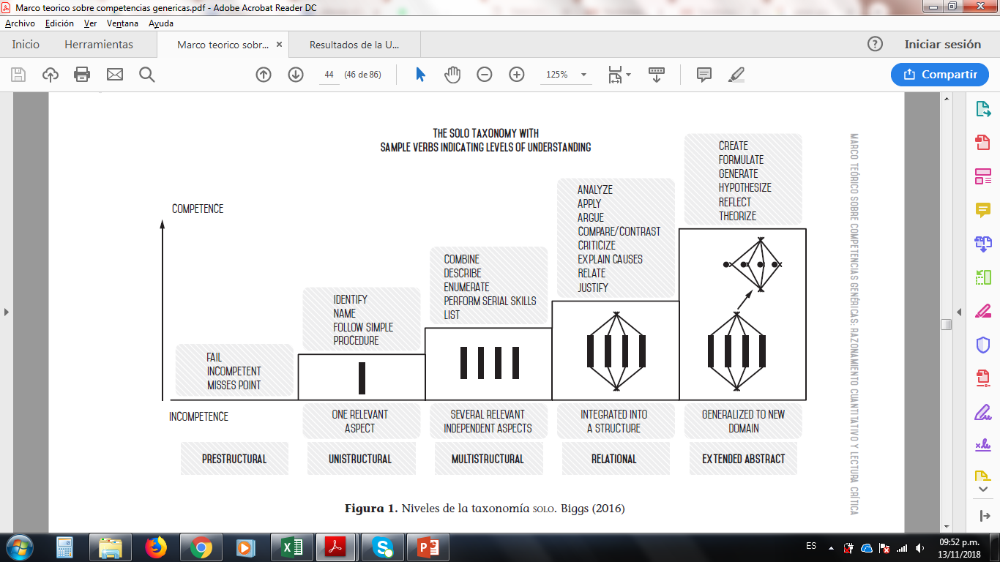 Marco teorico sobre competencias genericas.pdf - Adobe Acrobat Reader DC
Archivo Edición Ver Ventana Ayuda
Inicio Herramientas Marco teorico sobr... × Resultados de la U... ? Iniciar sesión
44 (46 de 86) 125% Compartir
THE SOLO TAXONOMY WITH
SAMPLE VERBS INDICATING LEVELS OF UNDERSTANDING
COMPETENCE
INCOMPETENCE
FAIL
INCOMPETENT
MISSES POINT
IDENTIFY
NAME
FOLLOW SIMPLE
PROCEDURE
COMBINE
DESCRIBE
ENUMERATE
PERFORM SERIAL SKILLS
LIST
ANALYZE
APPLY
ARGUE
COMPARE/CONTRAST
CRITICIZE
EXPLAIN CAUSES
RELATE
JUSTIFY
CREATE
FORMULATE
GENERATE
HYPOTHESIZE
REFLECT
THEORIZE
ONE RELEVANT
ASPECT
SEVERAL RELEVANT
INDEPENDENT ASPECTS
INTEGRATED INTO
A STRUCTURE
GENERALIZED TO NEW
DOMAIN
PRESTRUCTURAL
UNISTRUCTURAL
MULTISTRUCTURAL
RELATIONAL
EXTENDED ABSTRACT
MARCO TEÓRICO SOBRE COMPETENCIAS GENÉRICAS: RAZONAMIENTO CUANTITATIVO Y LECTURA CRÍTICA
Figura 1. Niveles de la taxonomía SOLO. Biggs (2016)
ES
09:52 p.m.
13/11/2018